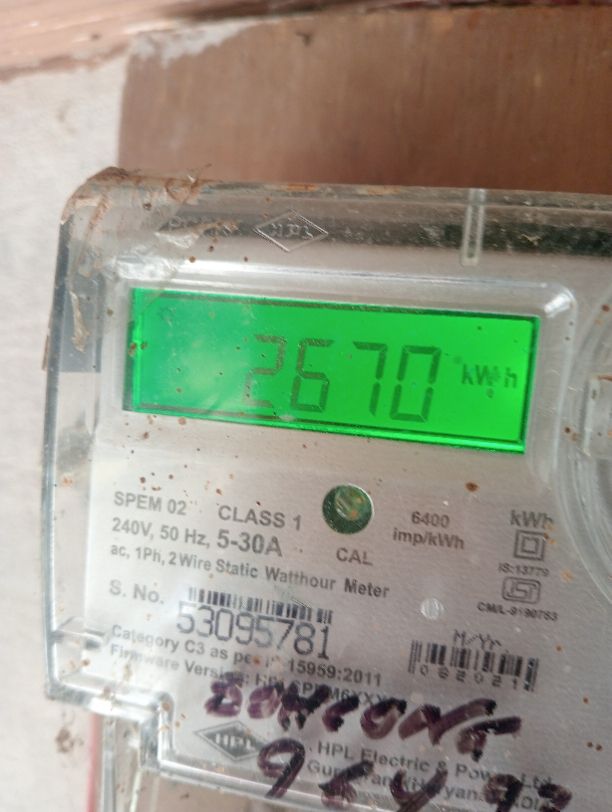 HPL
2670 kWh
SPEM 02 CLASS 1
240V, 50 Hz, 5-30A
ac, 1Ph, 2Wire Static Watthour Meter
CAL
6400
imp/kWh
kWh
IS:13779
CM/L-9190753
S. No.
53095781
M/Yr.
062021
Category C3 as per 15959:2011
Firmware Version:
HPL
HPL Electric & Power Ltd.